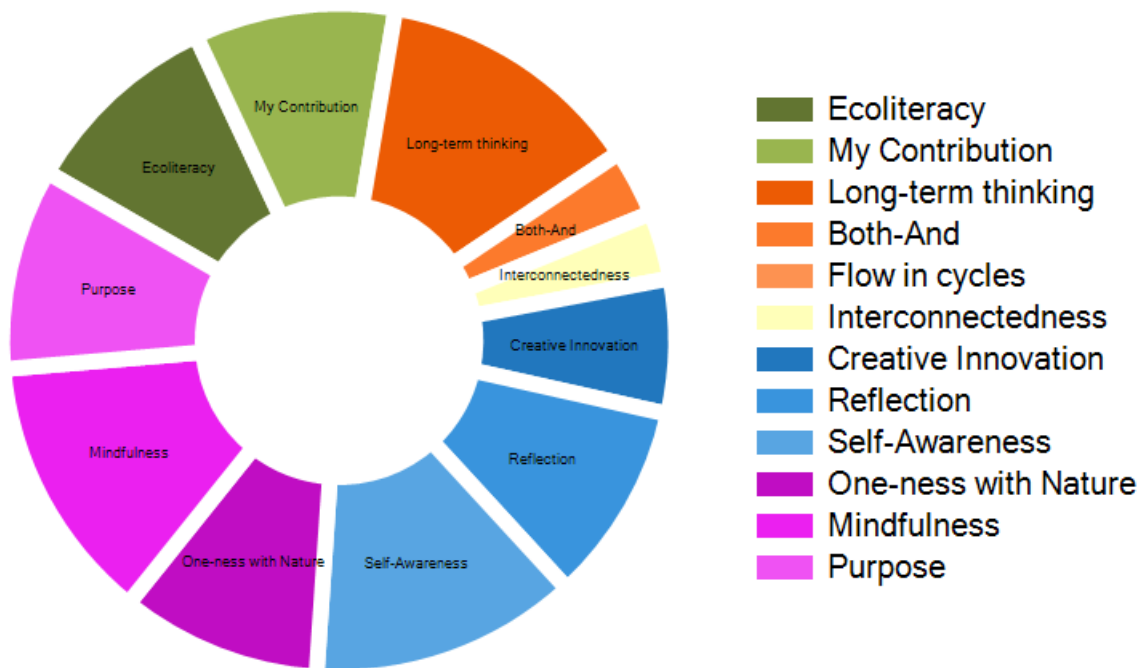 My Contribution
Long-term thinking
Ecoliteracy
Both-And
Interconnectedness
Purpose
Creative Innovation
Mindfulness
Reflection
One-ness with Nature
Self-Awareness
Ecoliteracy
My Contribution
Long-term thinking
Both-And
Flow in cycles
Interconnectedness
Creative Innovation
Reflection
Self-Awareness
One-ness with Nature
Mindfulness
Purpose